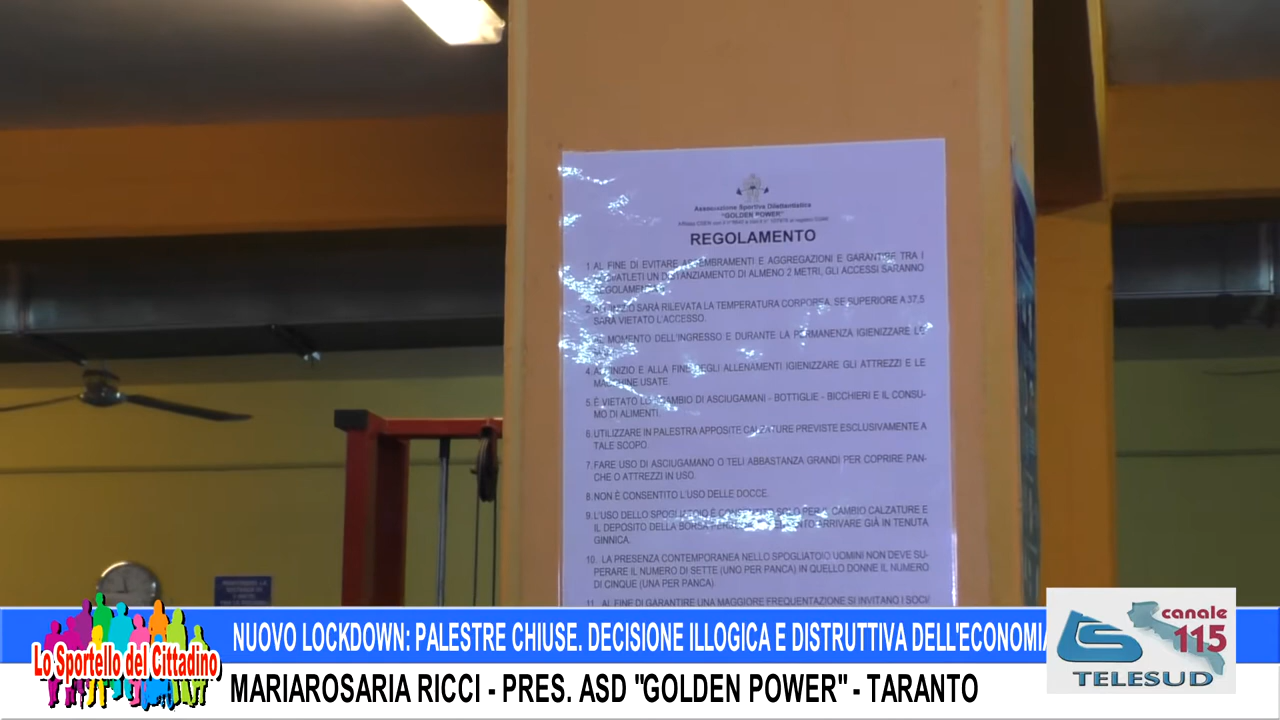 Associazione Sportiva Dilettantistica
"GOLDEN POWER"
REGOLAMENTO
1. AL FINE DI EVITARE ASSEMBRAMENTI E AGGREGAZIONI E GARANTIRE TRA I
ATLETI UN DISTANZIAMENTO DI ALMENO 2 METRI, GLI ACCESSI SARANNO
2. SARÀ RILEVATA LA TEMPERATURA CORPOREA, SE SUPERIORE A 37,5
SARÀ VIETATO L'ACCESSO.
MOMENTO DELL'INGRESSO E DURANTE LA PERMANENZA IGIENIZZARE LE
4. ALL'INIZIO E ALLA FINE DEGLI ALLENAMENTI IGIENIZZARE GLI ATTREZZI E LE
MACCHINE USATE.
5. È VIETATO LO SCAMBIO DI ASCIUGAMANI - BOTTIGLIE - BICCHIERI E IL CONSU-
MO DI ALIMENTI.
6. UTILIZZARE IN PALESTRA APPOSITE CALZATURE PREVISTE ESCLUSIVAMENTE A
TALE SCOPO.
7. FARE USO DI ASCIUGAMANO O TELI ABBASTANZA GRANDI PER COPRIRE PAN-
CHE O ATTREZZI IN USO.
8. NON È CONSENTITO L'USO DELLE DOCCE.
9. L'USO DELLO SPOGLIATOIO È CONSENTITO SOLO PER IL CAMBIO CALZATURE E
IL DEPOSITO DELLA BORSA ARRIVARE GIÀ IN TENUTA
GINNICA.
10. LA PRESENZA CONTEMPORANEA NELLO SPOGLIATOIO UOMINI NON DEVE SU-
PERARE IL NUMERO DI SETTE (UNO PER PANCA) IN QUELLO DONNE IL NUMERO
DI CINQUE (UNA PER PANCA)
11. AL FINE DI GARANTIRE UNA MAGGIORE FREQUENTAZIONE SI INVITANO I SOCI/
NUOVO LOCKDOWN: PALESTRE CHIUSE. DECISIONE ILLOGICA E DISTRUTTIVA DELL'ECONOMIA
MARIAROSARIA RICCI - PRES. ASD "GOLDEN POWER" - TARANTO
Lo Sportello del Cittadino
canale
115
TELESUD